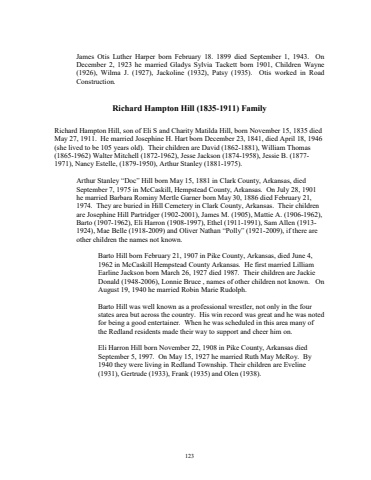 James Otis Luther Harper born February 18. 1899 died September 1, 1943.  On
December 2, 1923 he married Gladys Sylvia Tackett born 1901, Children Wayne
(1926), Wilma J. (1927), Jackoline (1932), Patsy (1935).  Otis worked in Road
Construction.
Richard Hampton Hill (1835-1911) Family
Richard Hampton Hill, son of Eli S and Charity Matilda Hill, born November 15, 1835 died
May 27, 1911.  He married Josephine H. Hart born December 23, 1841, died April 18, 1946
(she lived to be 105 years old).  Their children are David (1862-1881), William Thomas
(1865-1962) Walter Mitchell (1872-1962), Jesse Jackson (1874-1958), Jessie B. (1877-
1971), Nancy Estelle, (1879-1950), Arthur Stanley (1881-1975).
Arthur Stanley “Doc” Hill born May 15, 1881 in Clark County, Arkansas, died
September 7, 1975 in McCaskill, Hempstead County, Arkansas.  On July 28, 1901
he married Barbara Rominy Mertle Garner born May 30, 1886 died February 21,
1974.  They are buried in Hill Cemetery in Clark County, Arkansas.  Their children
are Josephine Hill Partridger (1902-2001), James M. (1905), Mattie A. (1906-1962),
Barto (1907-1962), Eli Harron (1908-1997), Ethel (1911-1991), Sam Allen (1913-
1924), Mae Belle (1918-2009) and Oliver Nathan “Polly” (1921-2009), if there are
other children the names not known.
Barto Hill born February 21, 1907 in Pike County, Arkansas, died June 4,
1962 in McCaskill Hempstead County Arkansas.  He first married Lilliam
Earline Jackson born March 26, 1927 died 1987.  Their children are Jackie
Donald (1948-2006), Lonnie Bruce , names of other children not known.  On
August 19, 1940 he married Robin Marie Rudolph.
Barto Hill was well known as a professional wrestler, not only in the four
states area but across the country.  His win record was great and he was noted
for being a good entertainer.  When he was scheduled in this area many of
the Redland residents made their way to support and cheer him on.
Eli Harron Hill born November 22, 1908 in Pike County, Arkansas died
September 5, 1997.  On May 15, 1927 he married Ruth May McRoy.  By
1940 they were living in Redland Township. Their children are Eveline
(1931), Gertrude (1933), Frank (1935) and Olen (1938).
123